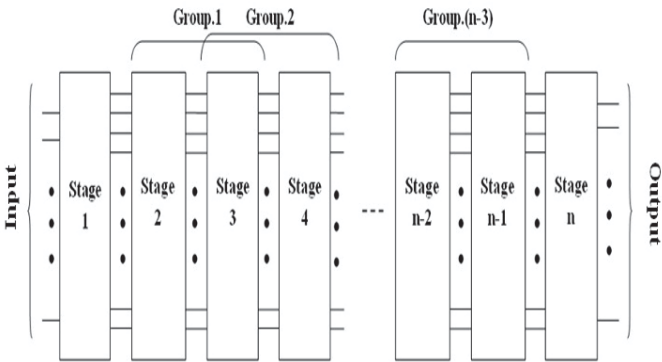 Group.1
Group.2
Group.(n-3)
Input
Stage
1
Stage
2
Stage
3
Stage
4
Stage
n-2
Stage
n-1
Stage
n
Output